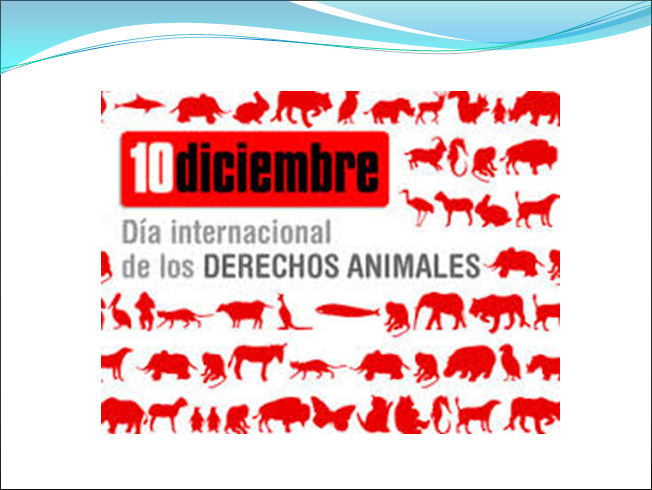 10diciembre
Día internacional
de los DERECHOS ANIMALES